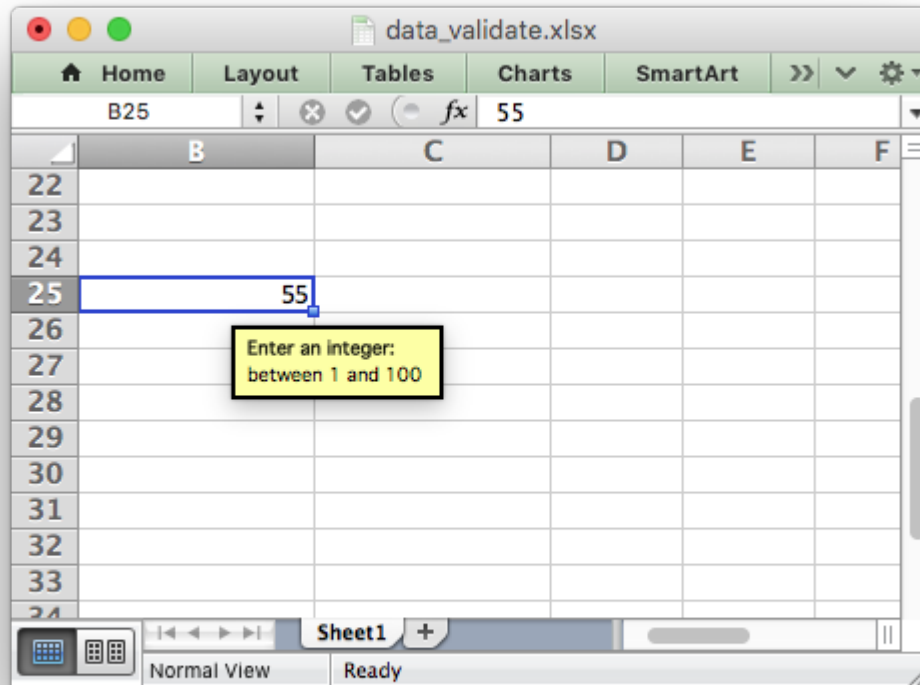 data_validate.xlsx
Home Layout Tables Charts SmartArt
B25 fx 55
B C D E F
22
23
24
25 55
26
Enter an integer:
27
between 1 and 100
28
29
30
31
32
33
34
Sheet1
Normal View Ready